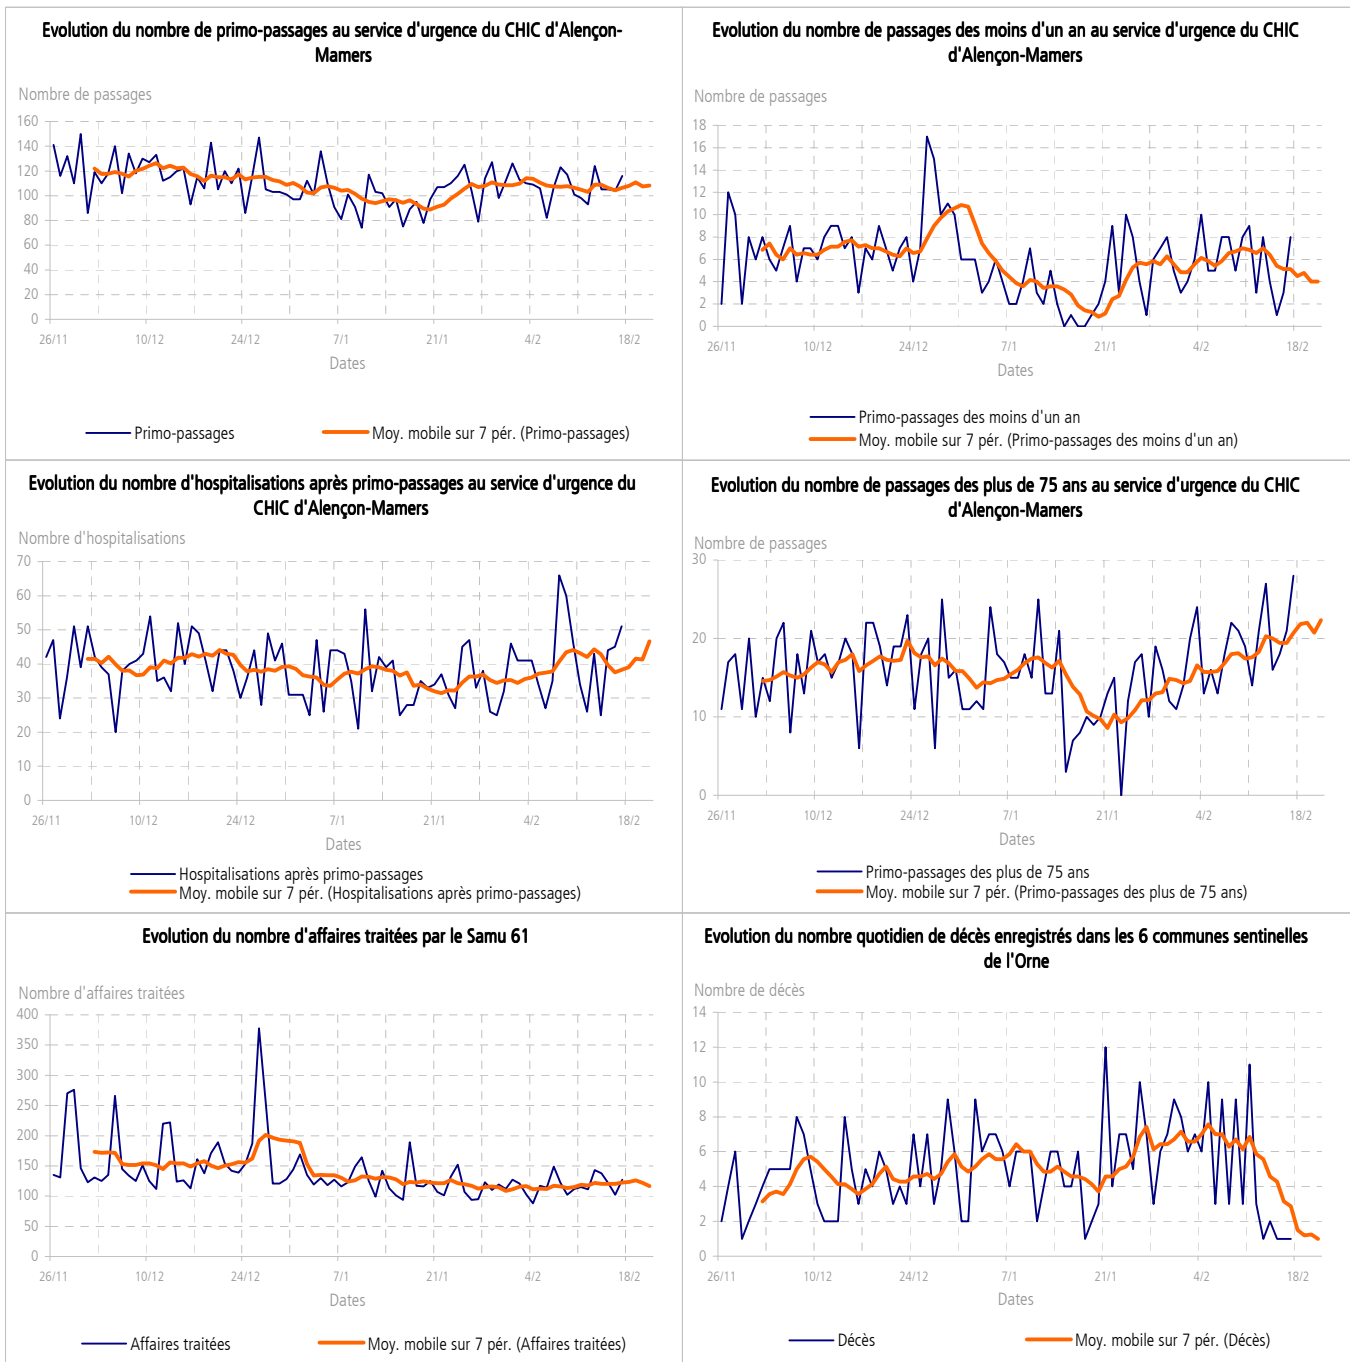 Evolution du nombre de primo-passages au service d'urgence du CHIC d'Alençon-
Mamers
Nombre de passages
160
140
120
100
80
60
40
20
0
26/11 10/12 24/12 7/1 21/1 4/2 18/2
Dates
Primo-passages Moy. mobile sur 7 pér. (Primo-passages)
Evolution du nombre de passages des moins d'un an au service d'urgence du CHIC
d'Alençon-Mamers
Nombre de passages
18
16
14
12
10
8
6
4
2
0
26/11 10/12 24/12 7/1 21/1 4/2 18/2
Dates
Primo-passages des moins d'un an
Moy. mobile sur 7 pér. (Primo-passages des moins d'un an)
Evolution du nombre d'hospitalisations après primo-passages au service d'urgence du
CHIC d'Alençon-Mamers
Nombre d'hospitalisations
70
60
50
40
30
20
10
0
26/11 10/12 24/12 7/1 21/1 4/2 18/2
Dates
Hospitalisations après primo-passages
Moy. mobile sur 7 pér. (Hospitalisations après primo-passages)
Evolution du nombre de passages des plus de 75 ans au service d'urgence du CHIC
d'Alençon-Mamers
Nombre de passages
30
20
10
0
26/11 10/12 24/12 7/1 21/1 4/2 18/2
Dates
Primo-passages des plus de 75 ans
Moy. mobile sur 7 pér. (Primo-passages des plus de 75 ans)
Evolution du nombre d'affaires traitées par le Samu 61
Nombre d'affaires traitées
400
350
300
250
200
150
100
50
0
26/11 10/12 24/12 7/1 21/1 4/2 18/2
Dates
Affaires traitées Moy. mobile sur 7 pér. (Affaires traitées)
Evolution du nombre quotidien de décès enregistrés dans les 6 communes sentinelles
de l'Orne
Nombre de décès
14
12
10
8
6
4
2
0
26/11 10/12 24/12 7/1 21/1 4/2 18/2
Dates
Décès Moy. mobile sur 7 pér. (Décès)